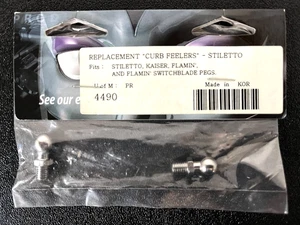 REPLACEMENT "CURB FEELERS" - STILETTO
Fits : STILETTO, KAISER, FLAMIN',
AND FLAMIN' SWITCHBLADE PEGS.
U of M : PR Made in KOR
4490
See our e